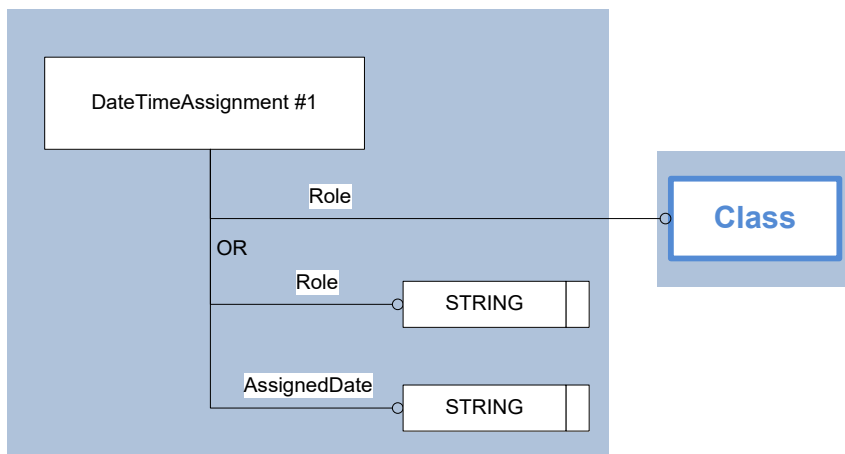 DateTimeAssignment #1
Role
Class
OR
Role
STRING
AssignedDate
STRING